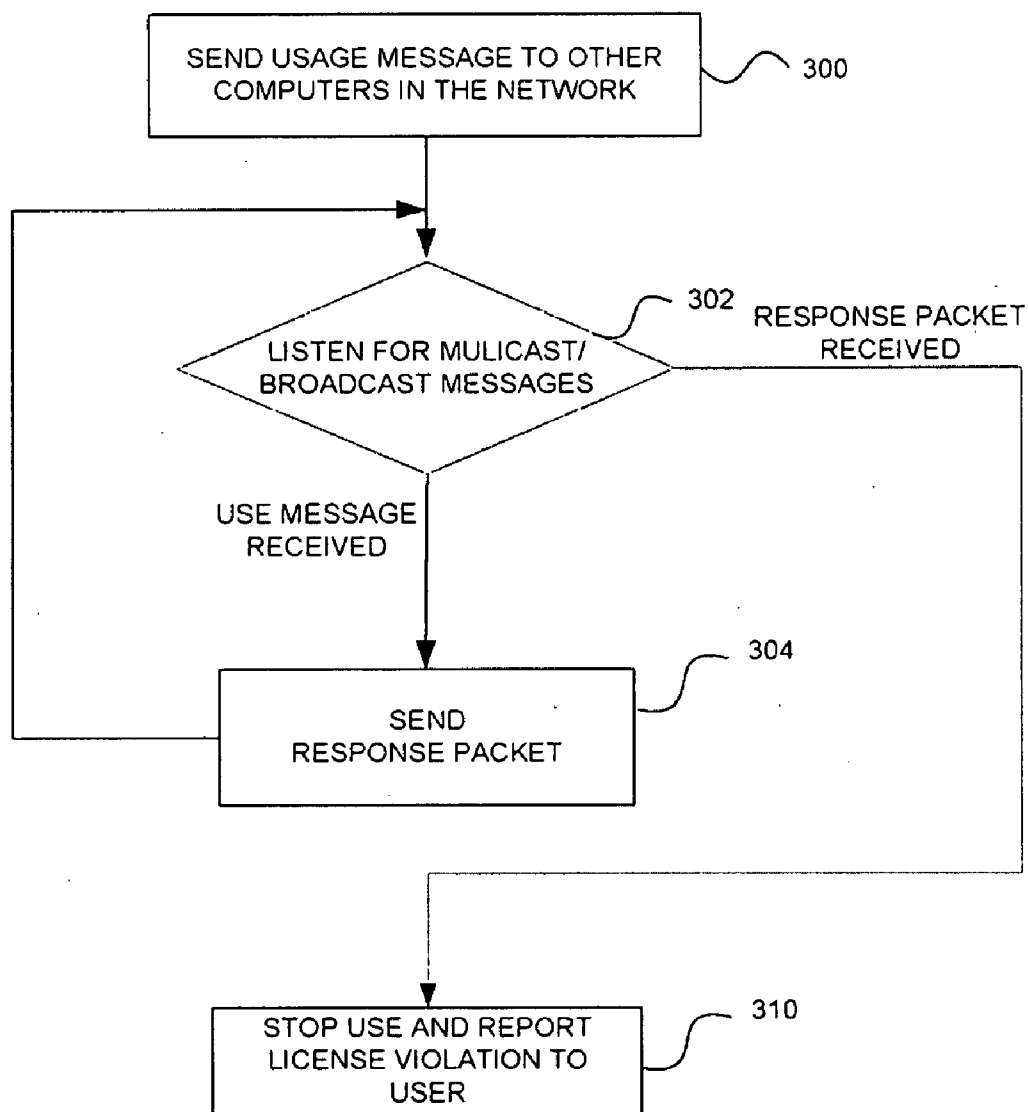 SEND USAGE MESSAGE TO OTHER
COMPUTERS IN THE NETWORK
300
302
RESPONSE PACKET
RECEIVED
LISTEN FOR MULICAST/
BROADCAST MESSAGES
USE MESSAGE
RECEIVED
304
SEND
RESPONSE PACKET
310
STOP USE AND REPORT
LICENSE VIOLATION TO
USER